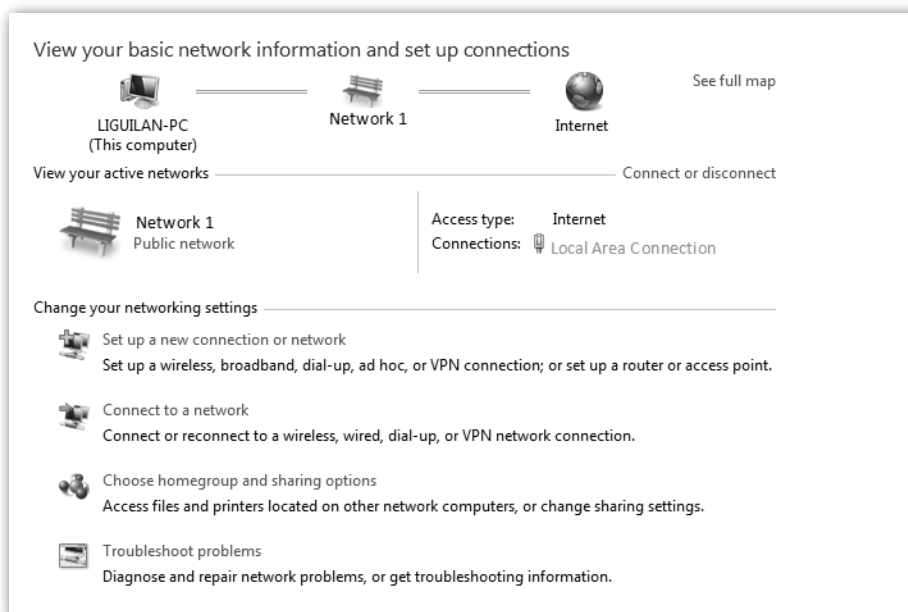 View your basic network information and set up connections
See full map
LIGUILAN-PC
(This computer)
Network 1
Internet
View your active networks
Connect or disconnect
Network 1
Public network
Access type: Internet
Connections: Local Area Connection
Change your networking settings
Set up a new connection or network
Set up a wireless, broadband, dial-up, ad hoc, or VPN connection; or set up a router or access point.
Connect to a network
Connect or reconnect to a wireless, wired, dial-up, or VPN network connection.
Choose homegroup and sharing options
Access files and printers located on other network computers, or change sharing settings.
Troubleshoot problems
Diagnose and repair network problems, or get troubleshooting information.